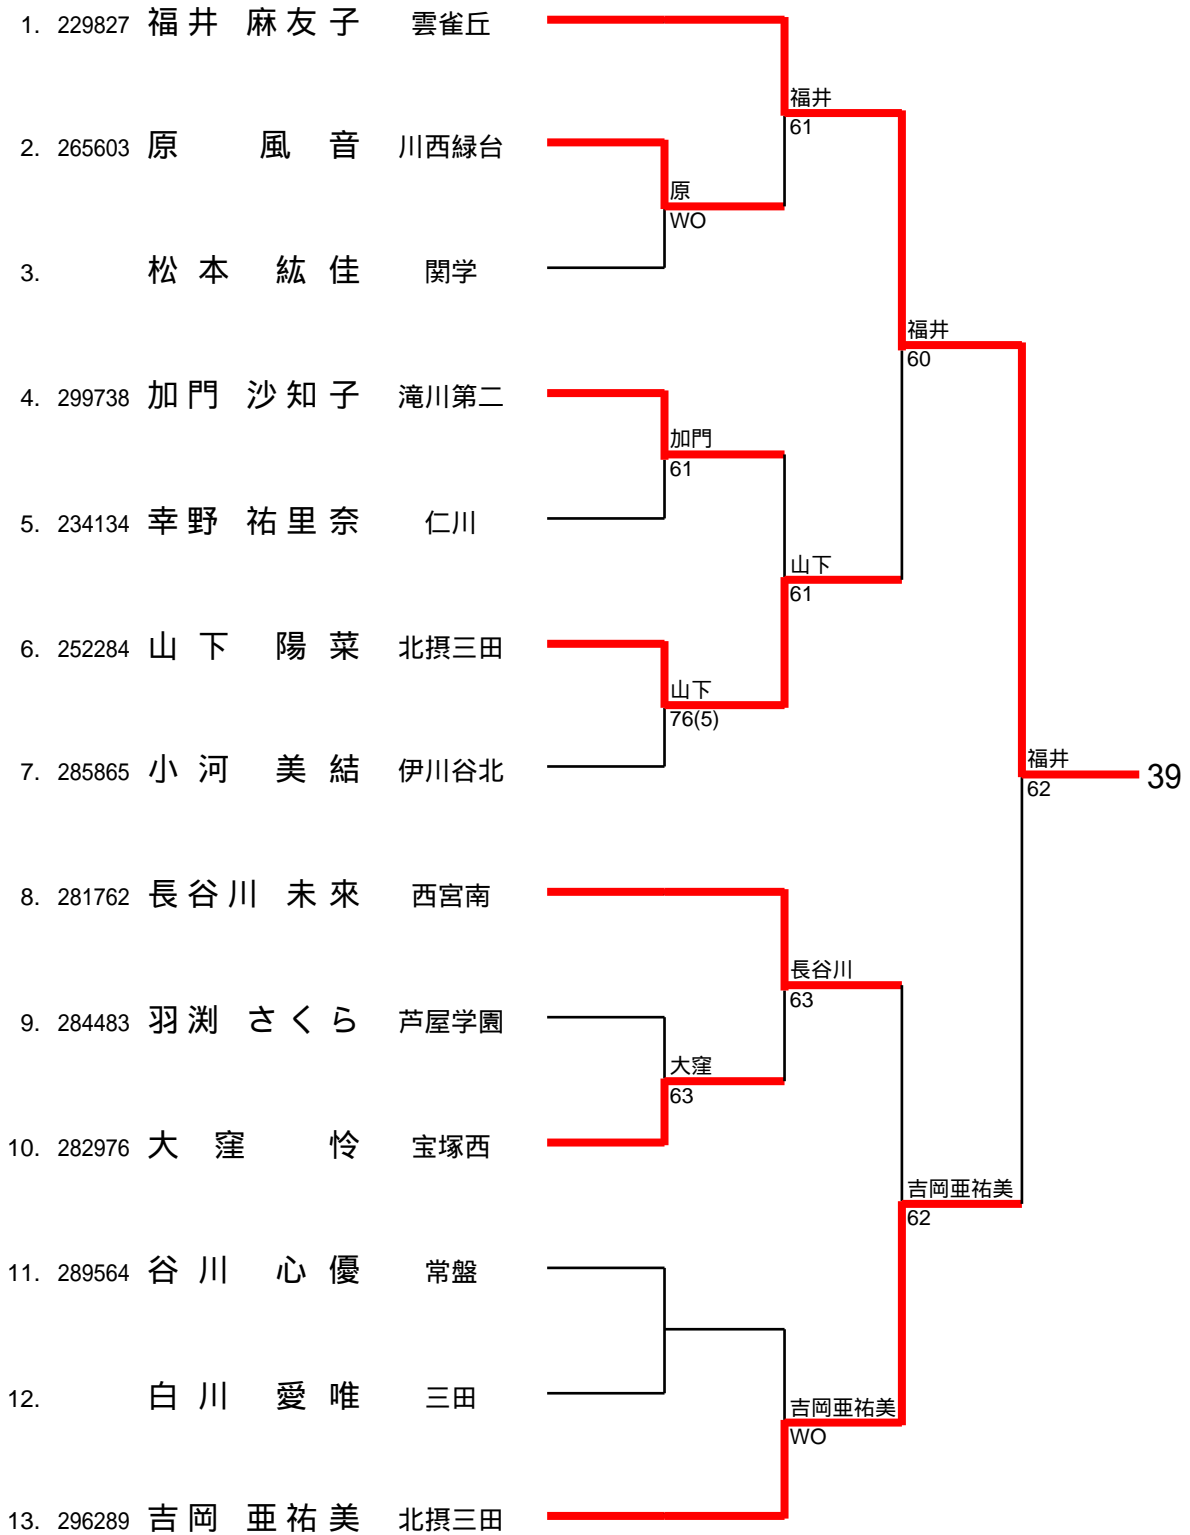 1. 229827 福井 麻友子 雲雀丘
福井
61
2. 265603 原 風音 川西緑台
原
WO
3. 松本 紘佳 関学
福井
60
4. 299738 加門 沙知子 滝川第二
加門
61
5. 234134 幸野 祐里奈 仁川
山下
61
6. 252284 山下 陽菜 北摂三田
山下
76(5)
7. 285865 小河 美結 伊川谷北
福井
62
39
8. 281762 長谷川 未來 西宮南
長谷川
63
9. 284483 羽渕 さくら 芦屋学園
大窪
63
10. 282976 大窪 怜 宝塚西
吉岡亜祐美
62
11. 289564 谷川 心優 常盤
12. 白川 愛唯 三田
吉岡亜祐美
WO
13. 296289 吉岡 亜祐美 北摂三田